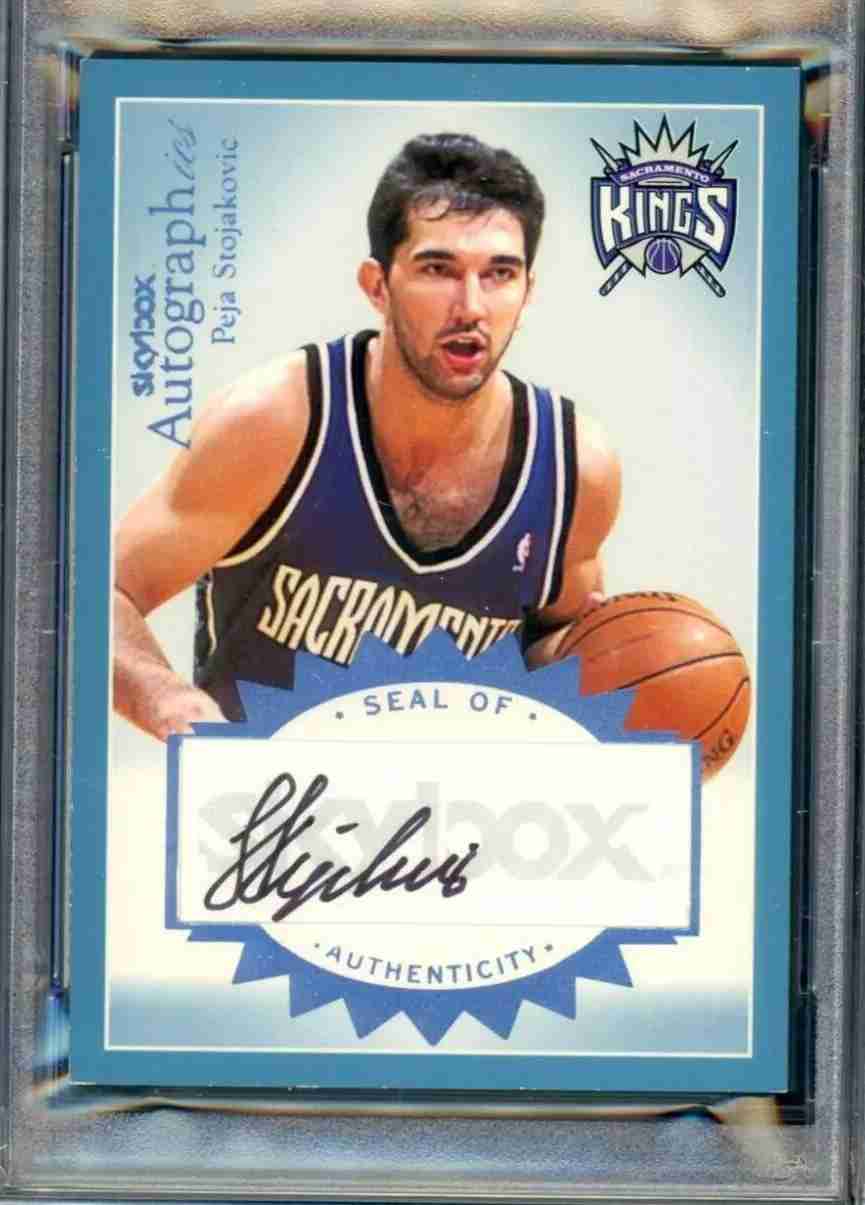 SkyBOX
Autographics
Peja Stojakovic
SACRAMENTO
KINGS
SACRAMENTO
SEAL OF
SkyBOX
AUTHENTICITY